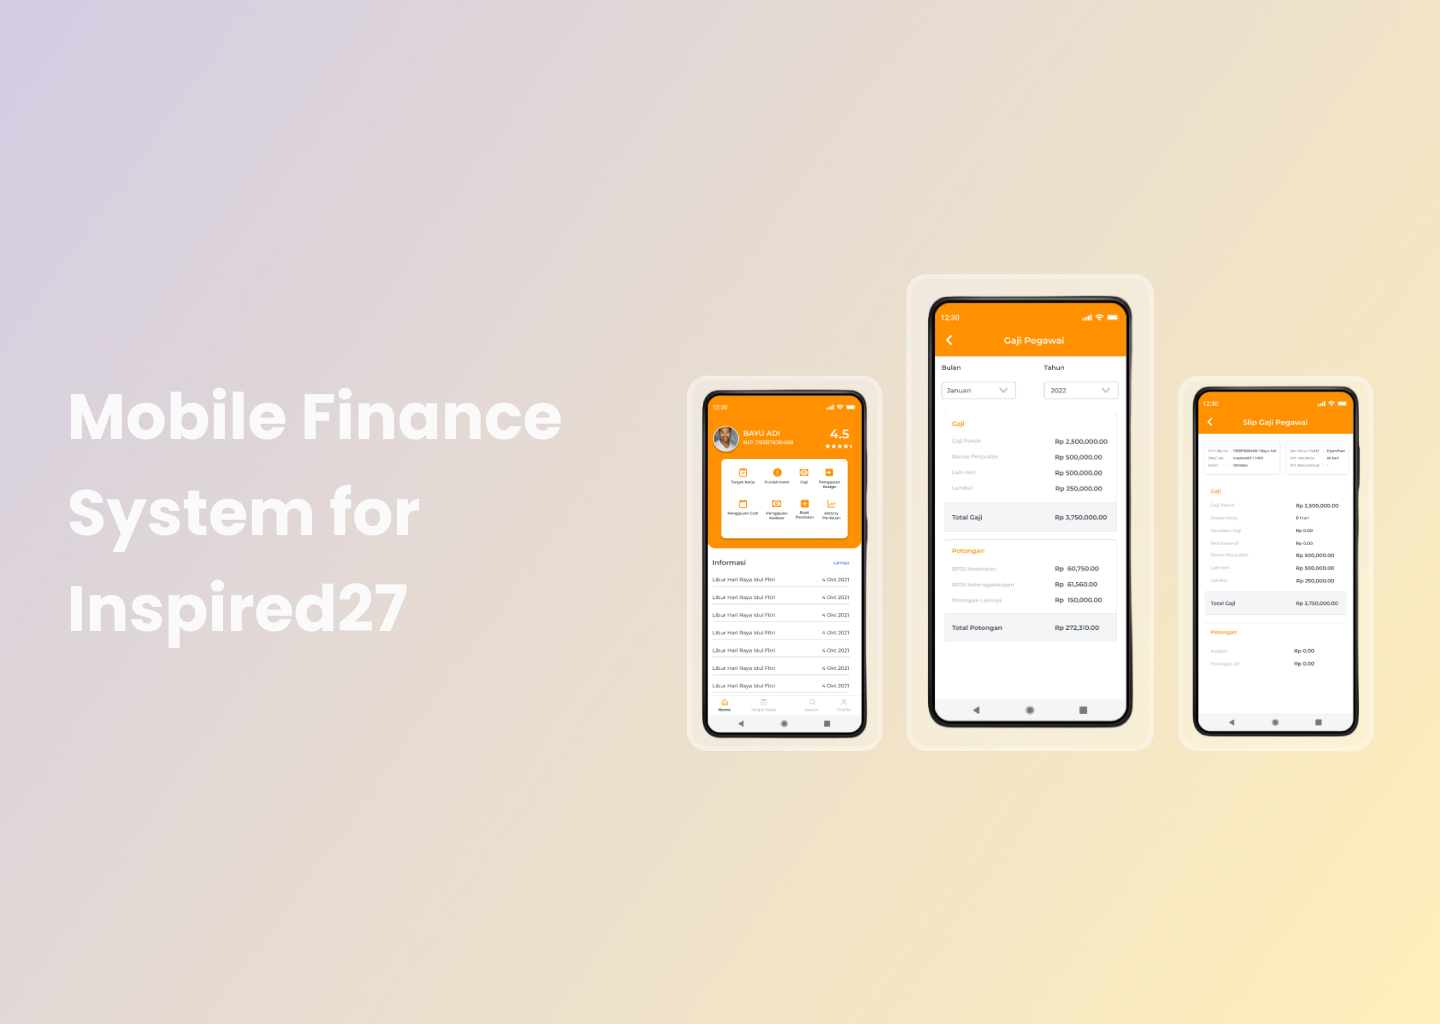 Mobile Finance
System for
Inspired27
12:30
BAYU ADI
NIP 119387638468
4.5
Target Kerja
Punishment
Gaji
Pengajuan Resign
Pengajuan Cuti
Pengajuan Kasbon
Buat Penilaian
History Penilaian
Informasi
Lainnya
Libur Hari Raya Idul Fitri 4 Okt 2021
Libur Hari Raya Idul Fitri 4 Okt 2021
Libur Hari Raya Idul Fitri 4 Okt 2021
Libur Hari Raya Idul Fitri 4 Okt 2021
Libur Hari Raya Idul Fitri 4 Okt 2021
Libur Hari Raya Idul Fitri 4 Okt 2021
Libur Hari Raya Idul Fitri 4 Okt 2021
Home Target Kerja Search Profile
12:30
Gaji Pegawai
Bulan Tahun
Januari 2022
Gaji
Gaji Pokok Rp 2,500,000.00
Bonus Penjualan Rp 500,000.00
Lain-lain Rp 500,000.00
Lembur Rp 250,000.00
Total Gaji Rp 3,750,000.00
Potongan
BPJS Kesehatan Rp 60,750.00
BPJS Ketenagakerjaan Rp 61,560.00
Potongan Lainnya Rp 150,000.00
Total Potongan Rp 272,310.00
12:30
Slip Gaji Pegawai
Gaji
Gaji Pokok Rp 2,500,000.00
Durasi Kerja 0 Hari
Kenaikan Gaji Rp 0.00
Rp 0.00
Bonus Penjualan Rp 500,000.00
Lain-lain Rp 500,000.00
Lembur Rp 250,000.00
Total Gaji Rp 3,750,000.00
Potongan
Kasbon Rp 0.00
Potongan SP Rp 0.00